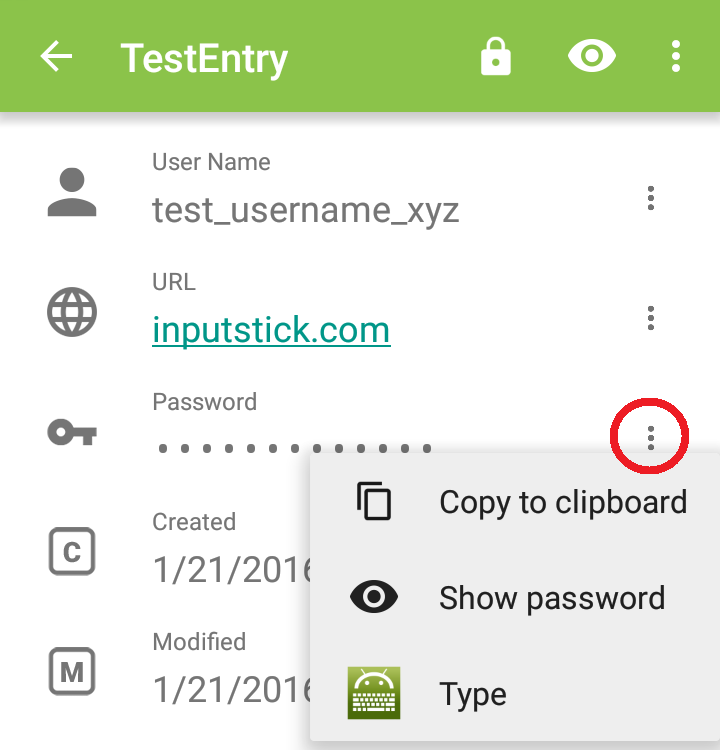 TestEntry
User Name
test_username_xyz
URL
inputstick.com
Password
Copy to clipboard
Created
C
1/21/2016
Show password
Modified
M
1/21/2016
Type